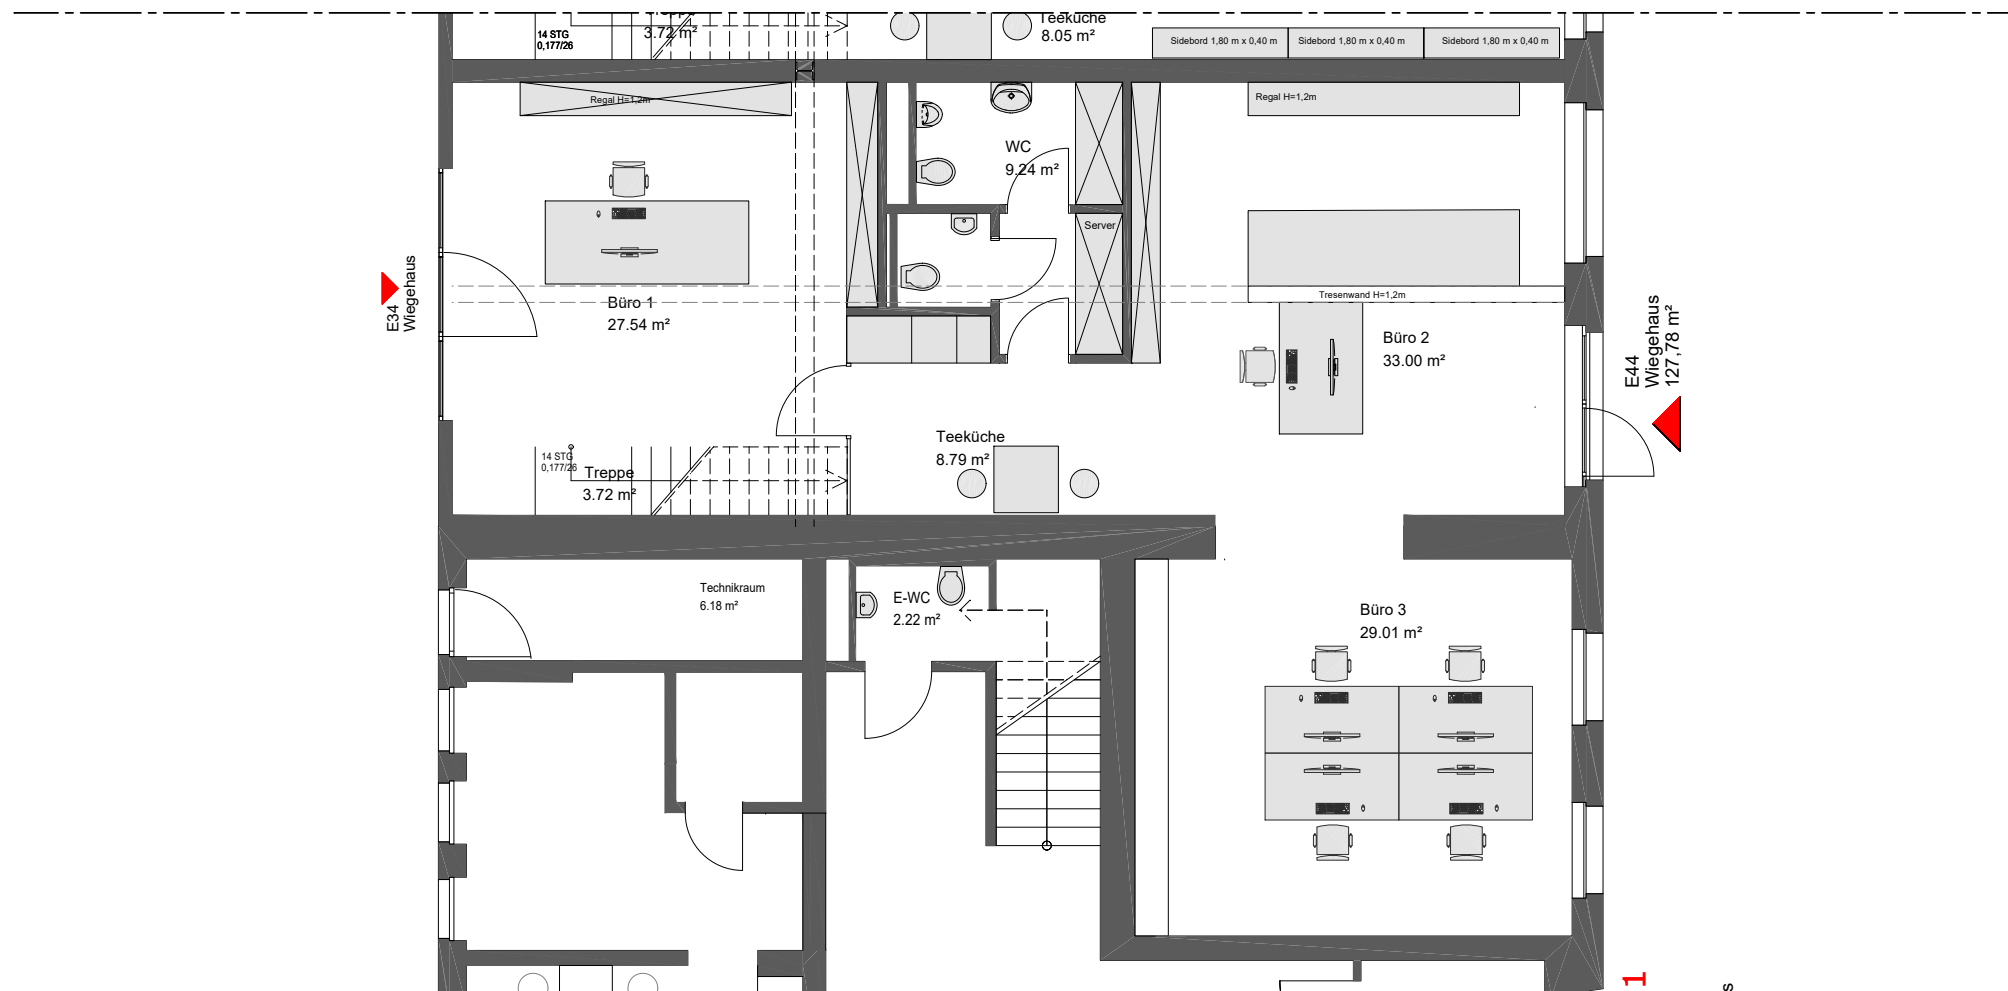 Treppe
3.72 m²
14 STG
0,177/26
Teeküche
8.05 m²
Sidebord 1,80 m x 0,40 m
Sidebord 1,80 m x 0,40 m
Sidebord 1,80 m x 0,40 m
Regal H=1,2m
Regal H=1,2m
WC
9.24 m²
Server
E34
Wiegehaus
Büro 1
27.54 m²
Tresenwand H=1,2m
Büro 2
33.00 m²
E44
Wiegehaus
127,78 m²
14 STG
0,177/26
Treppe
3.72 m²
Teeküche
8.79 m²
Technikraum
6.18 m²
E-WC
2.22 m²
Büro 3
29.01 m²
1
s